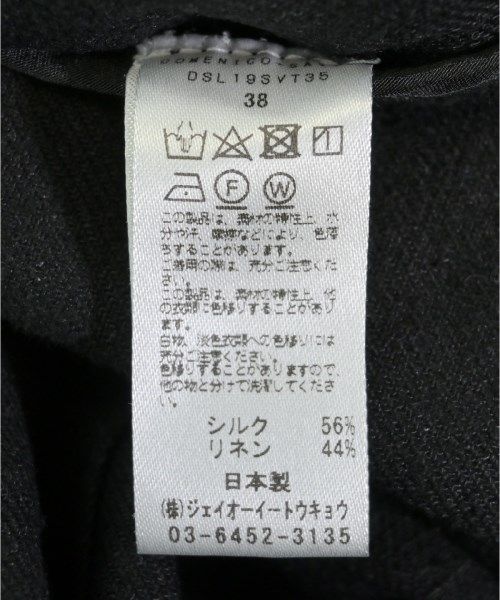 DOMENICO+SAVIO
DSL19SVT35
38
F W
この製品は、素材の特性上、水
分や汗、摩擦などにより、色落
ちすることがあります。
ご着用の際は、充分ご注意くださ
い。
この製品は、素材の特性上、他
の衣類に色移りすることがあり
ます。
白物、淡色衣類への色移りには
充分ご注意ください。
色移りすることがありますので、
他の物と分けて洗濯してくださ
い。
シルク 56%
リネン 44%
日本製
(株)ジェイオーイートウキョウ
03-6452-3135